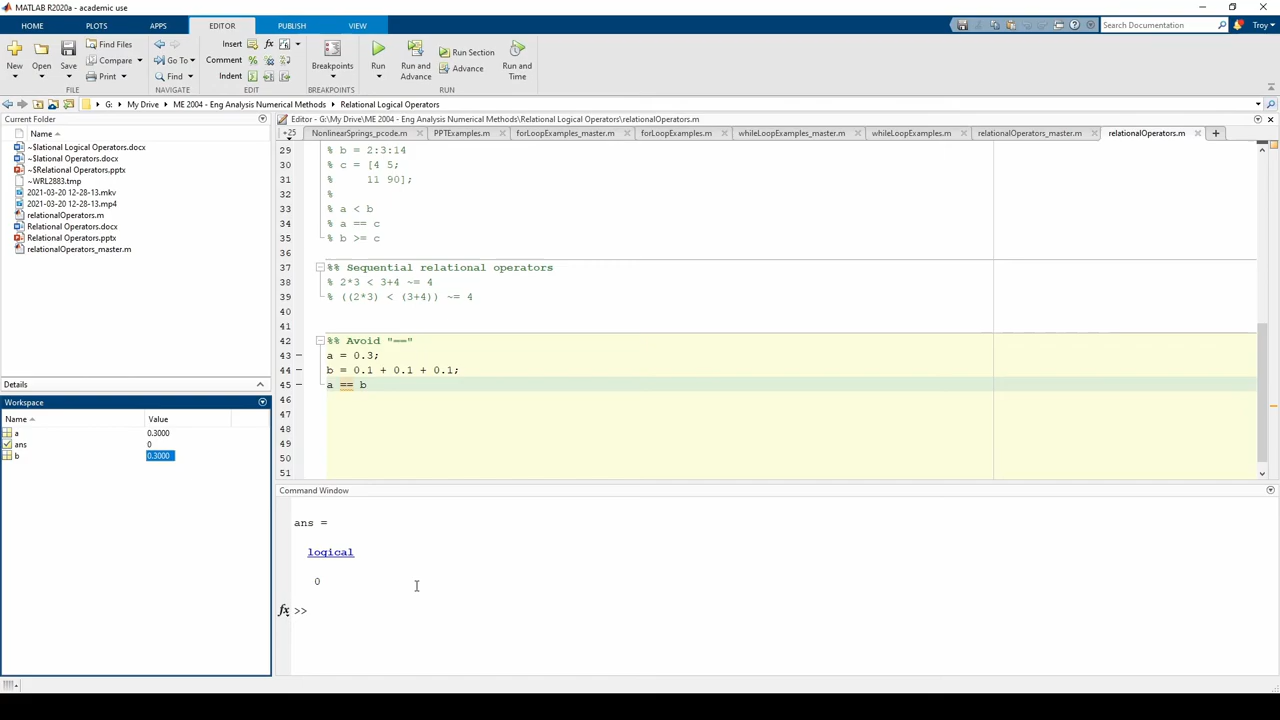 MATLAB R2020a - academic use
HOME PLOTS APPS EDITOR PUBLISH VIEW
Search Documentation Troy
New Open Save Find Files Compare Print
Go To Find
Insert Comment Indent
Breakpoints
Run Run and Advance Run Section Advance Run and Time
FILE NAVIGATE EDIT BREAKPOINTS RUN
G: My Drive ME 2004 - Eng Analysis Numerical Methods Relational Logical Operators
Current Folder
Name
~$lational Logical Operators.docx
~$lational Operators.docx
~$Relational Operators.pptx
~WRL2883.tmp
2021-03-20 12-28-13.mkv
2021-03-20 12-28-13.mp4
relationalOperators.m
Relational Operators.docx
Relational Operators.pptx
relationalOperators_master.m
Details
Workspace
Name Value
a 0.3000
ans 0
b 0.3000
Editor - G:\My Drive\ME 2004 - Eng Analysis Numerical Methods\Relational Logical Operators\relationalOperators.m
+25 NonlinearSprings_pcode.m PPTExamples.m forLoopExamples_master.m forLoopExamples.m whileLoopExamples_master.m whileLoopExamples.m relationalOperators_master.m relationalOperators.m
29 % b = 2:3:14
30 % c = [4 5;
31 % 11 90];
32 %
33 % a < b
34 % a == c
35 % b >= c
36
37 %% Sequential relational operators
38 % 2*3 < 3+4 ~= 4
39 % ((2*3) < (3+4)) ~= 4
40
41
42 %% Avoid "=="
43 a = 0.3;
44 b = 0.1 + 0.1 + 0.1;
45 a == b
46
47
48
49
50
51
Command Window
ans =
logical
0
fx >>